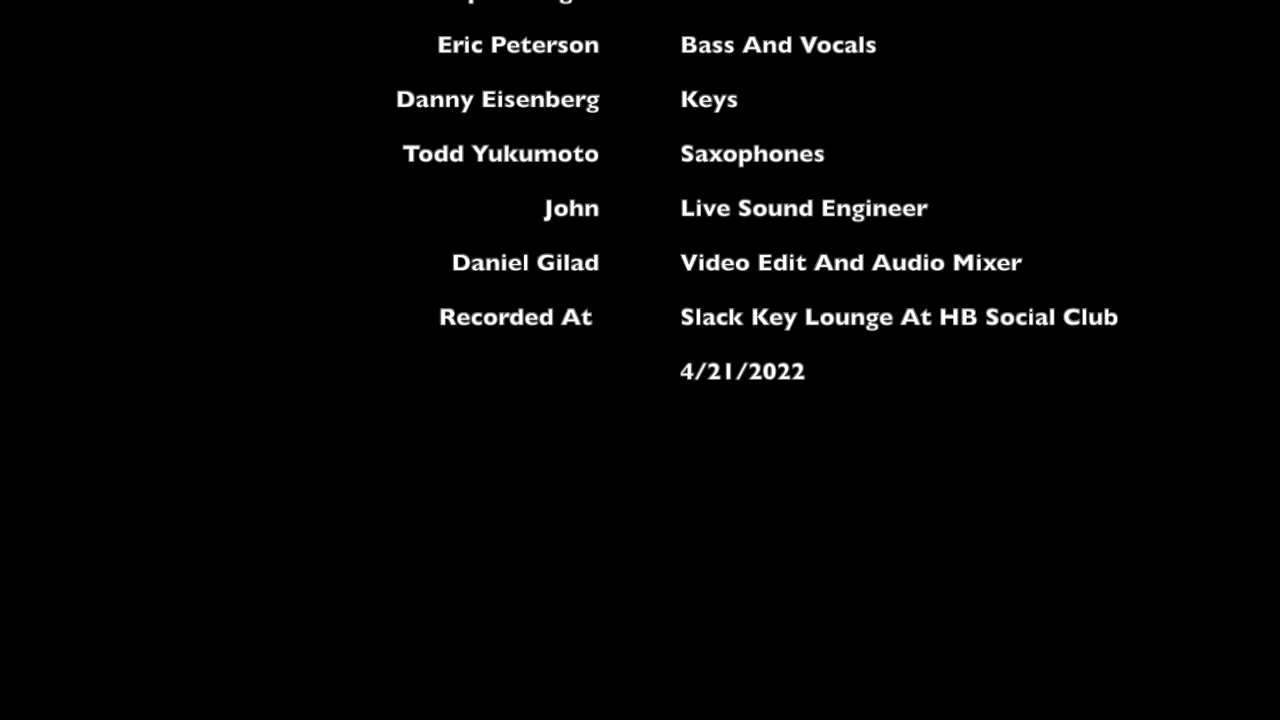 Eric Peterson Bass And Vocals
Danny Eisenberg Keys
Todd Yukumoto Saxophones
John Live Sound Engineer
Daniel Gilad Video Edit And Audio Mixer
Recorded At Slack Key Lounge At HB Social Club
4/21/2022